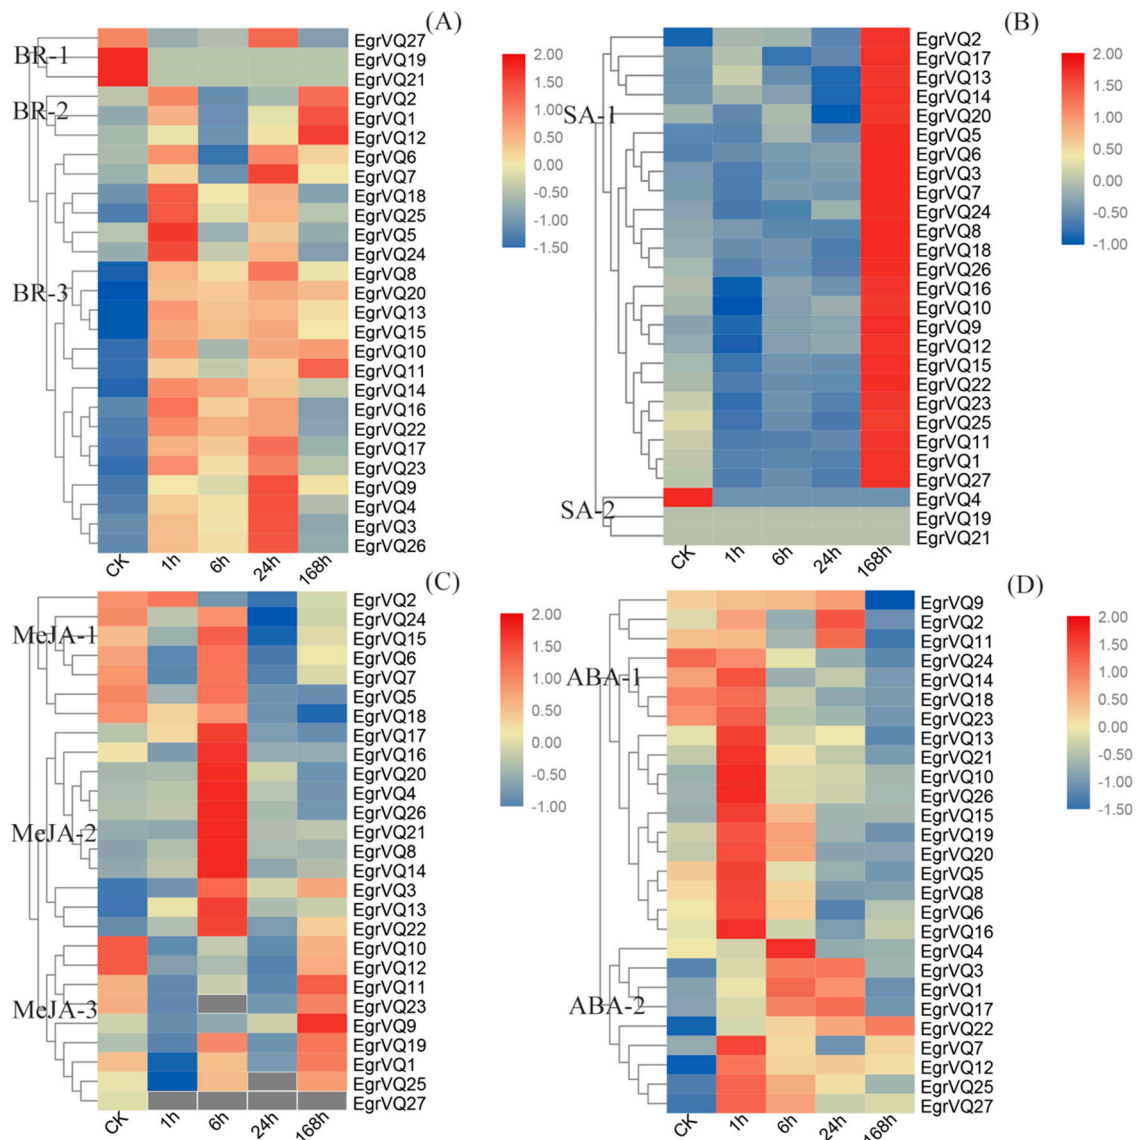 (A)
BR-1
BR-2
BR-3
EgrVQ27
EgrVQ19
EgrVQ21
EgrVQ2
EgrVQ1
EgrVQ12
EgrVQ6
EgrVQ7
EgrVQ18
EgrVQ25
EgrVQ5
EgrVQ24
EgrVQ8
EgrVQ20
EgrVQ13
EgrVQ15
EgrVQ10
EgrVQ11
EgrVQ14
EgrVQ16
EgrVQ22
EgrVQ17
EgrVQ23
EgrVQ9
EgrVQ4
EgrVQ3
EgrVQ26
CK 1h 6h 24h 168h
2.00
1.50
1.00
0.50
0.00
-0.50
-1.00
-1.50
(B)
SA-1
SA-2
EgrVQ2
EgrVQ17
EgrVQ13
EgrVQ14
EgrVQ20
EgrVQ5
EgrVQ6
EgrVQ3
EgrVQ7
EgrVQ24
EgrVQ8
EgrVQ18
EgrVQ26
EgrVQ16
EgrVQ10
EgrVQ9
EgrVQ12
EgrVQ15
EgrVQ22
EgrVQ23
EgrVQ25
EgrVQ11
EgrVQ1
EgrVQ27
EgrVQ4
EgrVQ19
EgrVQ21
CK 1h 6h 24h 168h
2.00
1.50
1.00
0.50
0.00
-0.50
-1.00
(C)
MeJA-1
MeJA-2
MeJA-3
EgrVQ2
EgrVQ24
EgrVQ15
EgrVQ6
EgrVQ7
EgrVQ5
EgrVQ18
EgrVQ17
EgrVQ16
EgrVQ20
EgrVQ4
EgrVQ26
EgrVQ21
EgrVQ8
EgrVQ14
EgrVQ3
EgrVQ13
EgrVQ22
EgrVQ10
EgrVQ12
EgrVQ11
EgrVQ23
EgrVQ9
EgrVQ19
EgrVQ1
EgrVQ25
EgrVQ27
CK 1h 6h 24h 168h
2.00
1.50
1.00
0.50
0.00
-0.50
-1.00
(D)
ABA-1
ABA-2
EgrVQ9
EgrVQ2
EgrVQ11
EgrVQ24
EgrVQ14
EgrVQ18
EgrVQ23
EgrVQ13
EgrVQ21
EgrVQ10
EgrVQ26
EgrVQ15
EgrVQ19
EgrVQ20
EgrVQ5
EgrVQ8
EgrVQ6
EgrVQ16
EgrVQ4
EgrVQ3
EgrVQ1
EgrVQ17
EgrVQ22
EgrVQ7
EgrVQ12
EgrVQ25
EgrVQ27
CK 1h 6h 24h 168h
2.00
1.50
1.00
0.50
0.00
-0.50
-1.00
-1.50